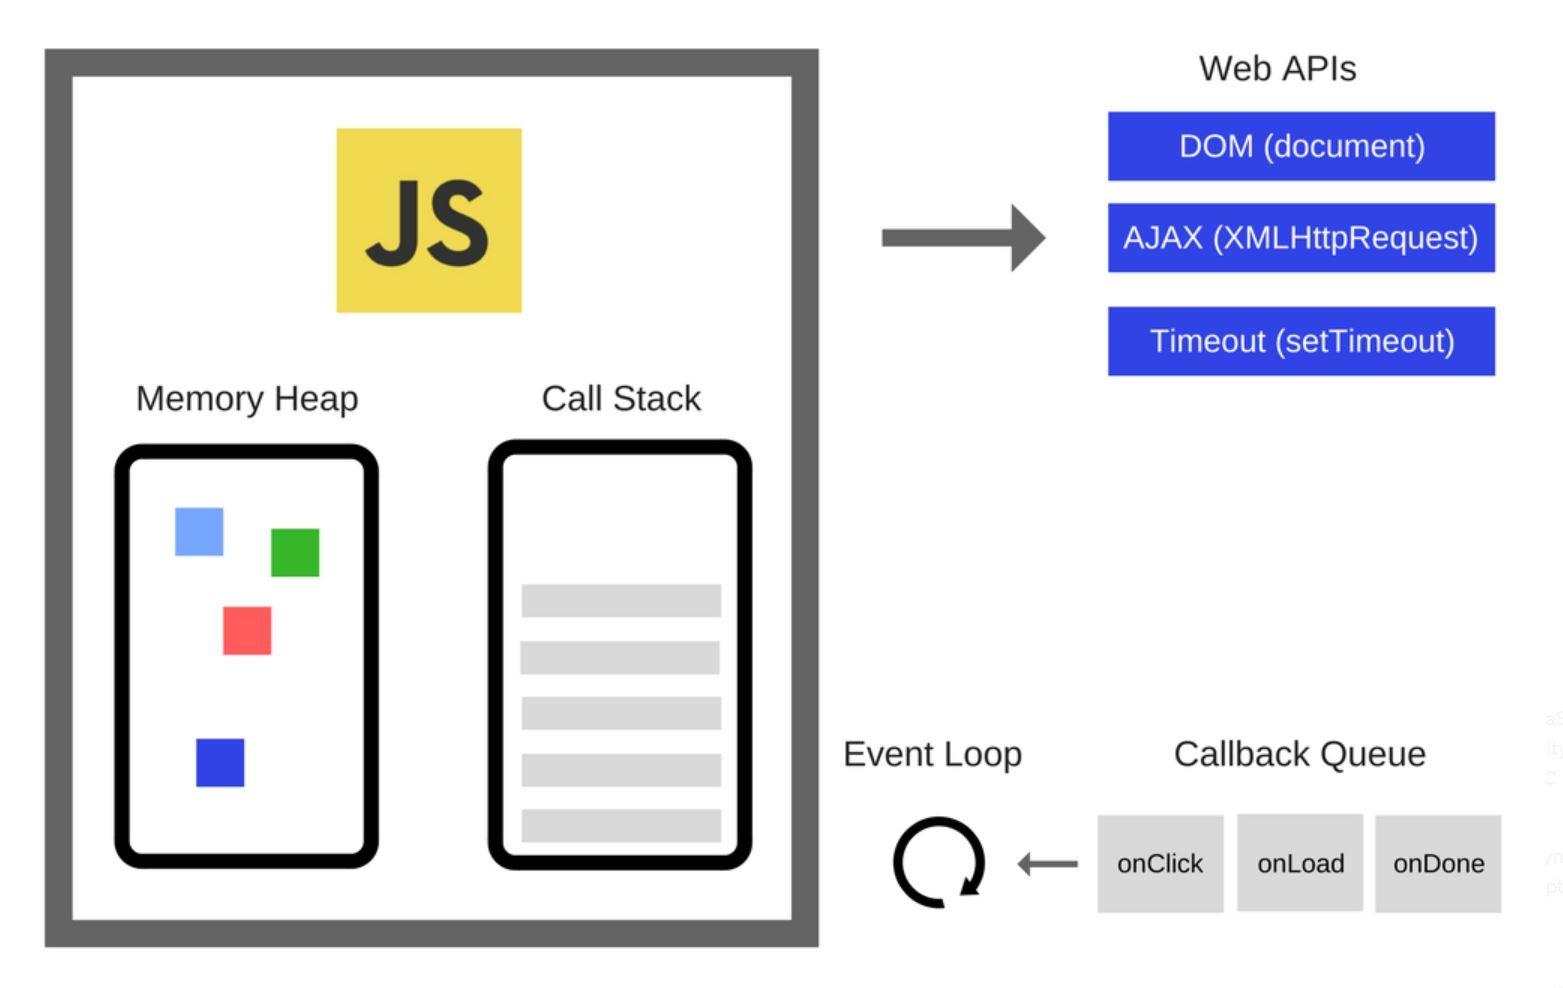 Web APIs
DOM (document)
AJAX (XMLHttpRequest)
Timeout (setTimeout)
JS
Memory Heap
Call Stack
Event Loop
Callback Queue
onClick
onLoad
onDone